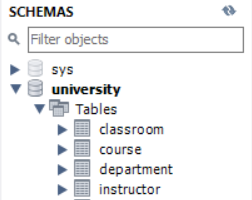 SCHEMAS
Filter objects
sys
university
Tables
classroom
course
department
instructor